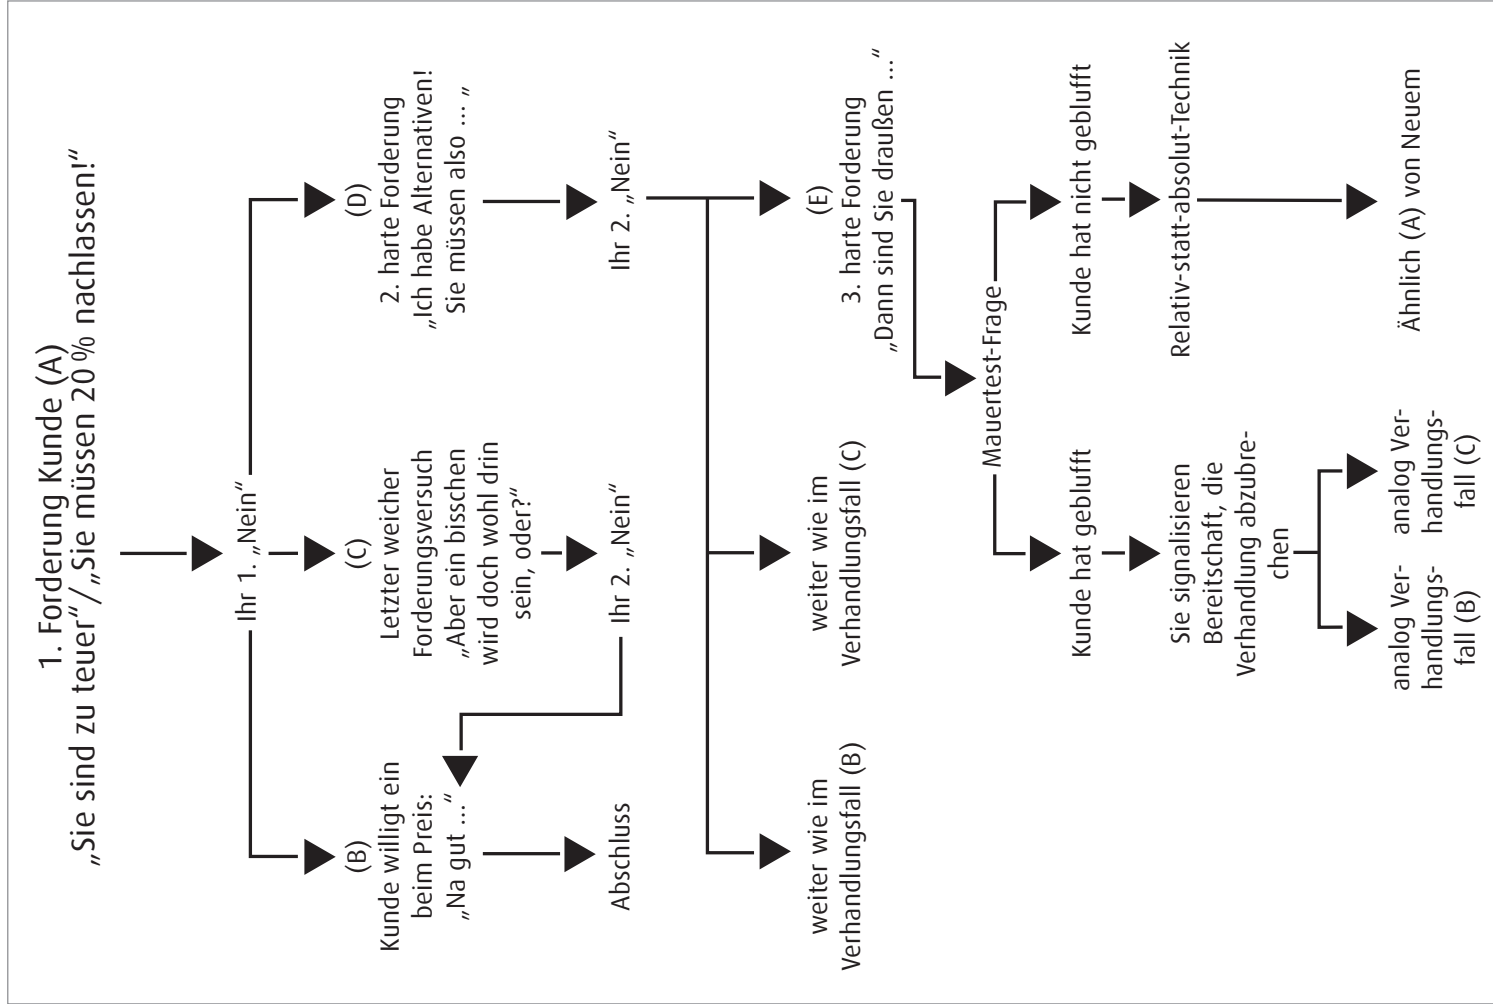 1. Forderung Kunde (A)
„Sie sind zu teuer“/„Sie müssen 20 % nachlassen!“
Ihr 1. „Nein“
(B)
Kunde willigt ein
beim Preis:
„Na gut ...“
Abschluss
(C)
Letzter weicher
Forderungsversuch
„Aber ein bisschen
wird doch wohl drin
sein, oder?“
Ihr 2. „Nein“
(D)
2. harte Forderung
„Ich habe Alternativen!
Sie müssen also ... „
Ihr 2. „Nein“
weiter wie im
Verhandlungsfall (B)
weiter wie im
Verhandlungsfall (C)
(E)
3. harte Forderung
„Dann sind Sie draußen ...“
Mauertest-Frage
Kunde hat geblufft
Sie signalisieren
Bereitschaft, die
Verhandlung abzubre-
chen
analog Ver-
handlungs-
fall (B)
analog Ver-
handlungs-
fall (C)
Kunde hat nicht geblufft
Relativ-statt-absolut-Technik
Ähnlich (A) von Neuem